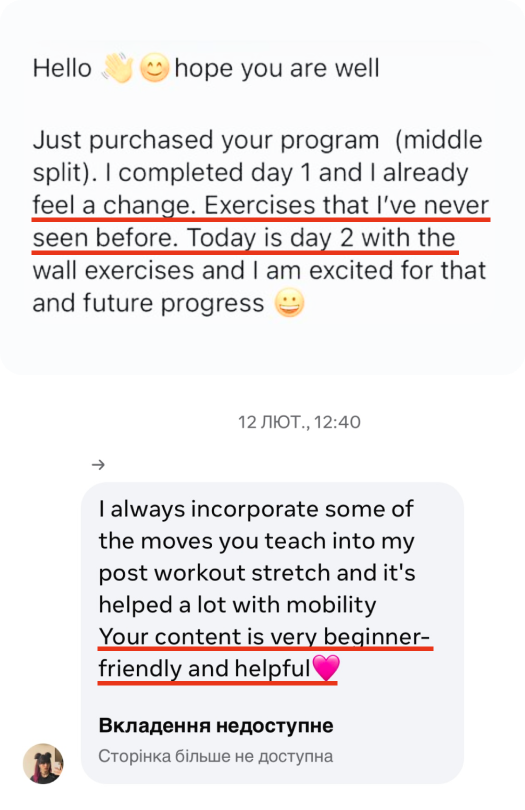 Hello 👋😊 hope you are well
Just purchased your program (middle
split). I completed day 1 and I already
feel a change. Exercises that I've never
seen before. Today is day 2 with the
wall exercises and I am excited for that
and future progress 😀
12 ЛЮТ., 12:40
→
I always incorporate some of
the moves you teach into my
post workout stretch and it's
helped a lot with mobility
Your content is very beginner-
friendly and helpful🩷
Вкладення недоступне
Сторінка більше не доступна